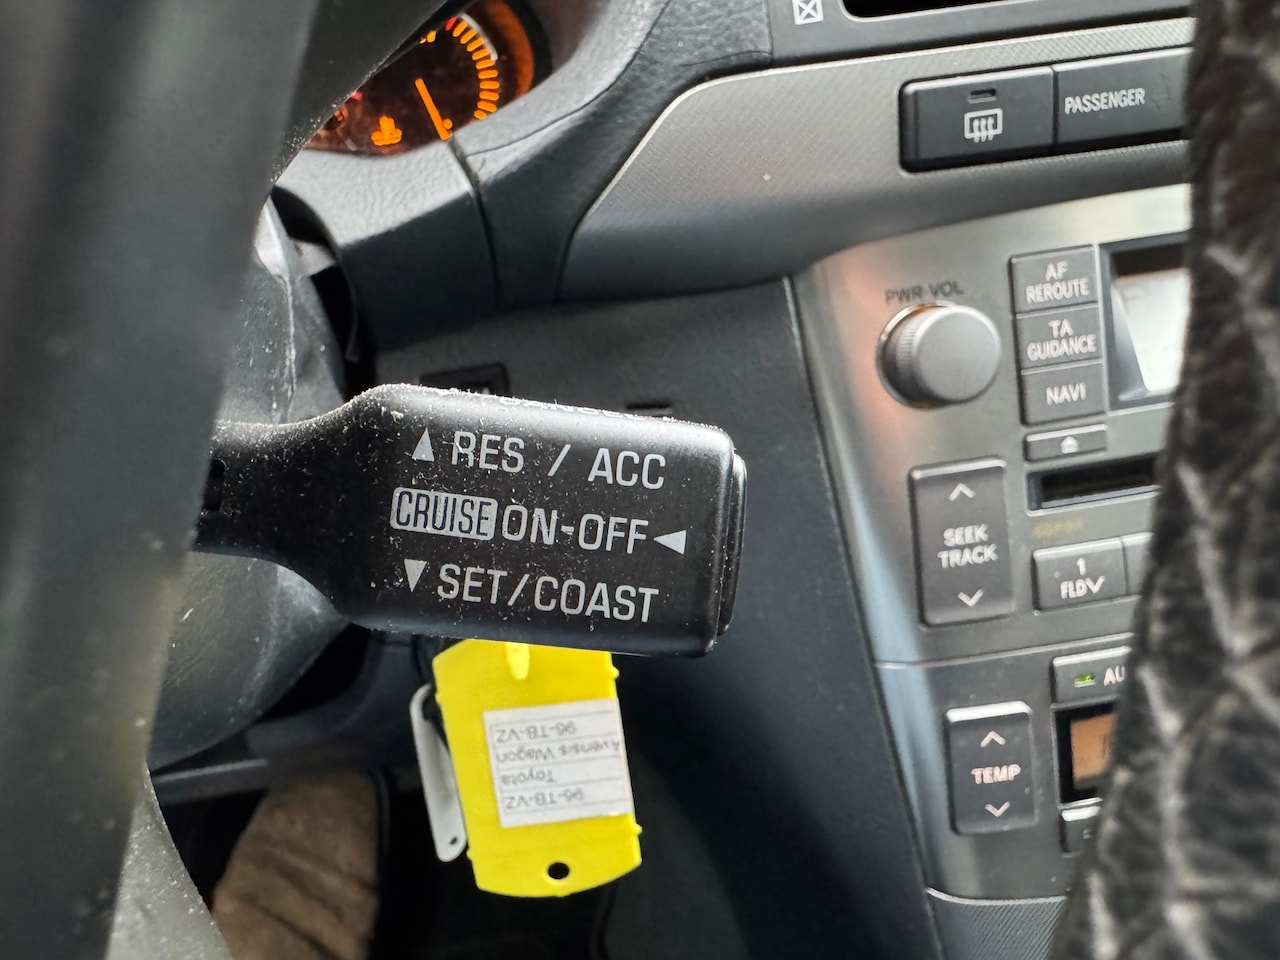 PASSENGER
PWR VOL
AF
REROUTE
TA
GUIDANCE
NAVI
▲ RES / ACC
CRUISE ON-OFF ◀
▼ SET/COAST
SEEK
TRACK
1
FLD
TEMP
96-TB-VZ
Toyota
Avensis Wagon
96-TB-VZ